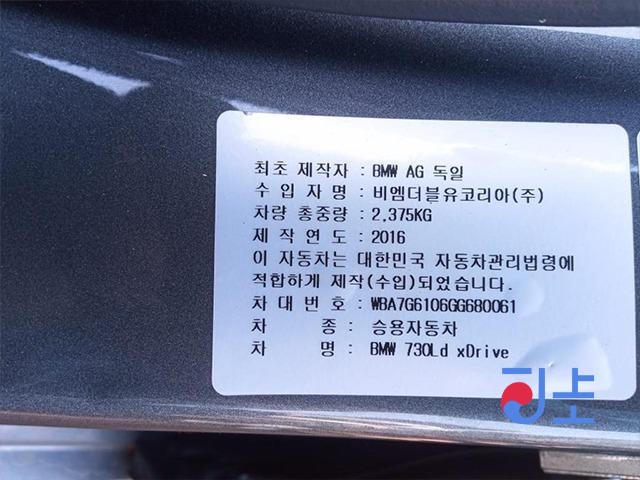 최초 제작자 : BMW AG 독일
수 입 자 명 : 비엠더블유코리아(주)
차량 총중량 : 2,375KG
제 작 연 도 : 2016
이 자동차는 대한민국 자동차관리법령에
적합하게 제작(수입)되었습니다.
차 대 번 호 : WBA7G6106GG680061
차 종 : 승용자동차
차 명 : BMW 730Ld xDrive